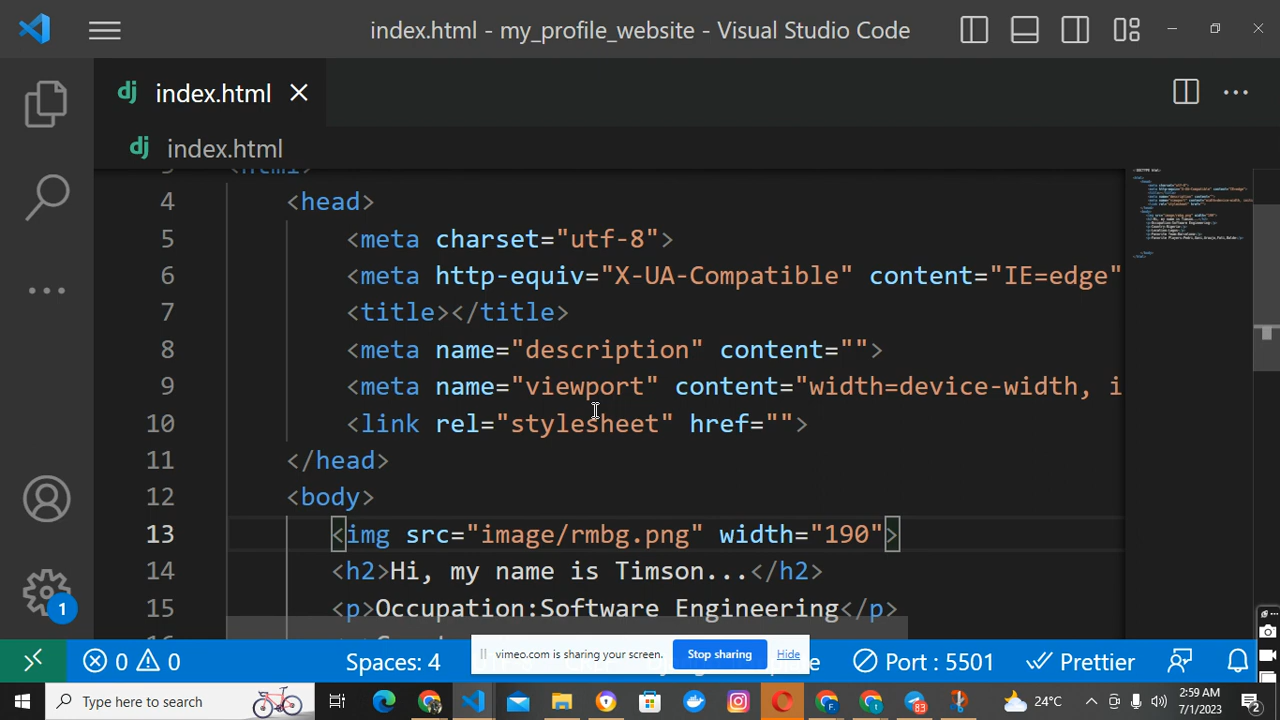 index.html - my_profile_website - Visual Studio Code
dj index.html
dj index.html
4 <head>
5 <meta charset="utf-8">
6 <meta http-equiv="X-UA-Compatible" content="IE=edge"
7 <title></title>
8 <meta name="description" content="">
9 <meta name="viewport" content="width=device-width, i
10 <link rel="stylesheet" href="">
11 </head>
12 <body>
13 <img src="image/rmbg.png" width="190">
14 <h2>Hi, my name is Timson...</h2>
15 <p>Occupation:Software Engineering</p>
1
0 0 Spaces: 4 Port : 5501 Prettier
vimeo.com is sharing your screen. Stop sharing Hide
Type here to search
83
24°C
2:59 AM
7/1/2023
2